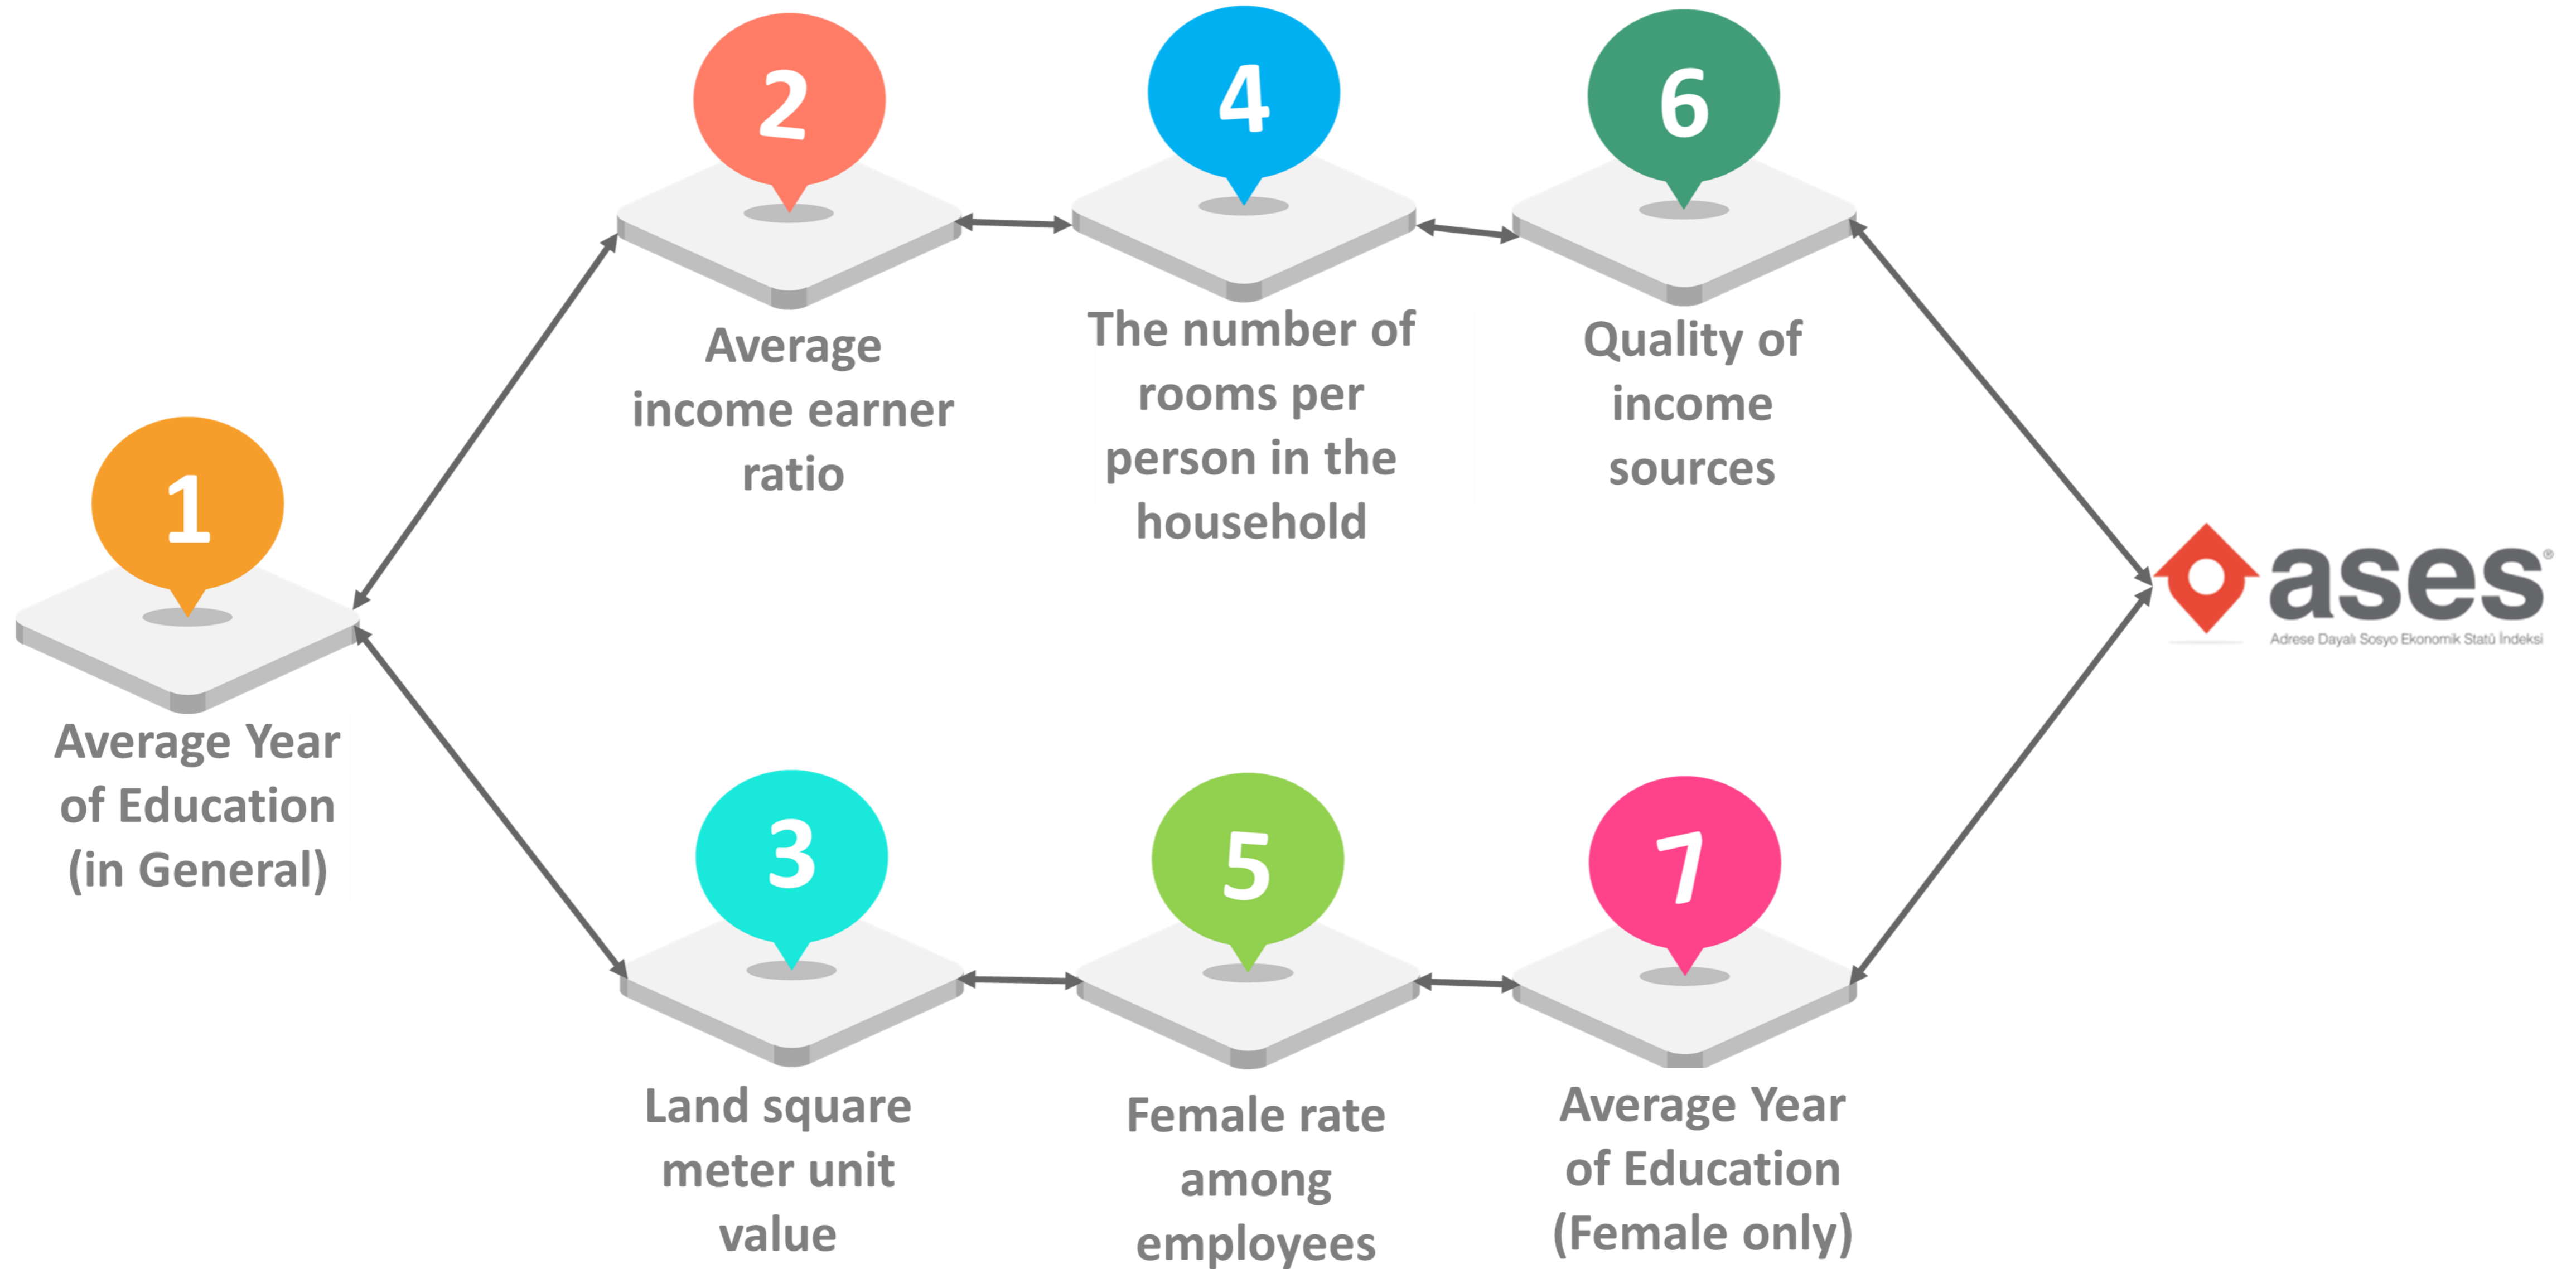 1
Average Year
of Education
(in General)
2
Average
income earner
ratio
4
The number of
rooms per
person in the
household
6
Quality of
income
sources
3
Land square
meter unit
value
5
Female rate
among
employees
7
Average Year
of Education
(Female only)
ases®
Adrese Dayalı Sosyo Ekonomik Statü İndeksi